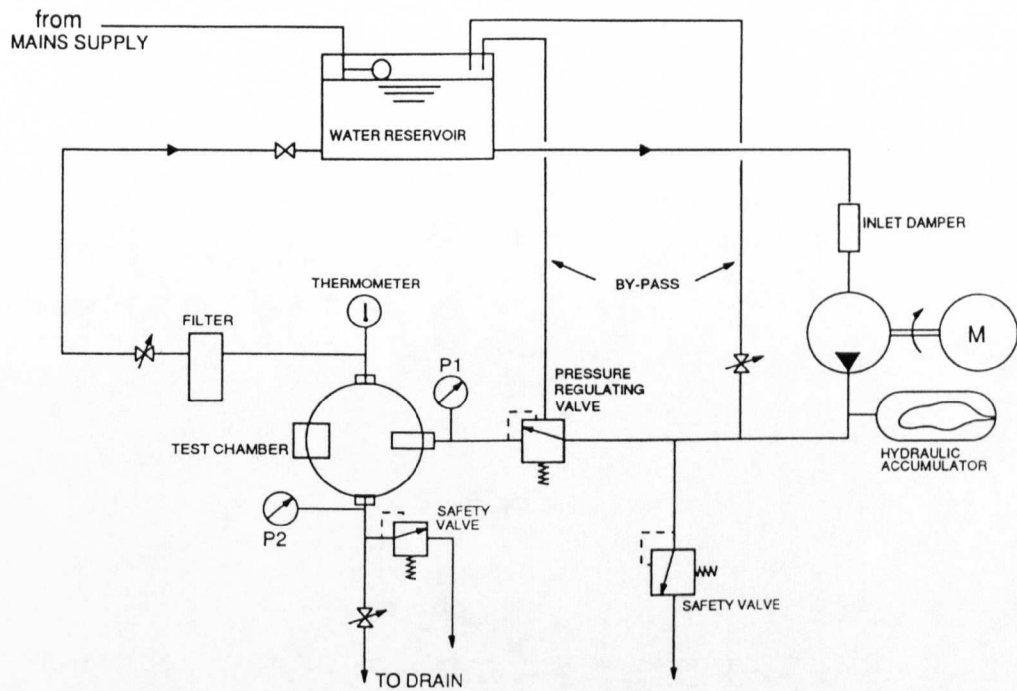 from
MAINS SUPPLY
WATER RESERVOIR
INLET DAMPER
THERMOMETER
BY-PASS
FILTER
M
P1
PRESSURE
REGULATING
VALVE
TEST CHAMBER
HYDRAULIC
ACCUMULATOR
P2
SAFETY
VALVE
SAFETY VALVE
TO DRAIN